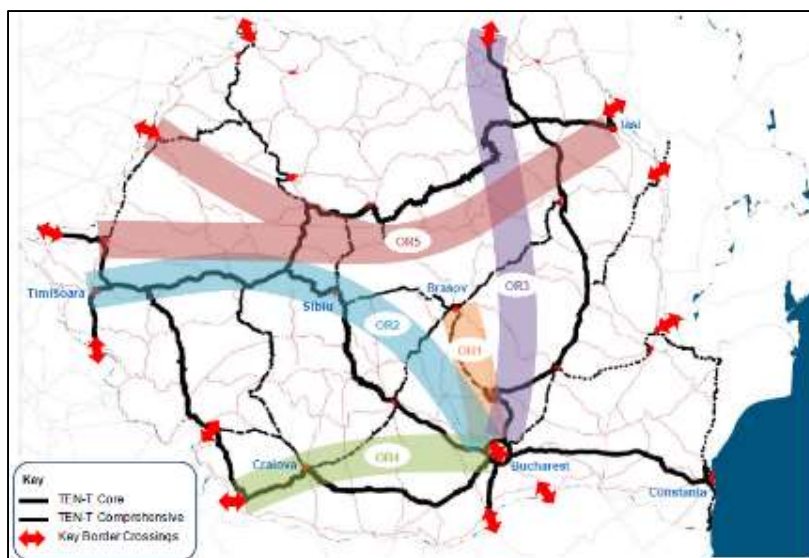 Iasi
OR5
Timisoara
Brasov
OR3
Sibiu
OR2
OR1
Craiova
OR4
Bucharest
Constanta
Key
TEN-T Core
TEN-T Comprehensive
Key Border Crossings